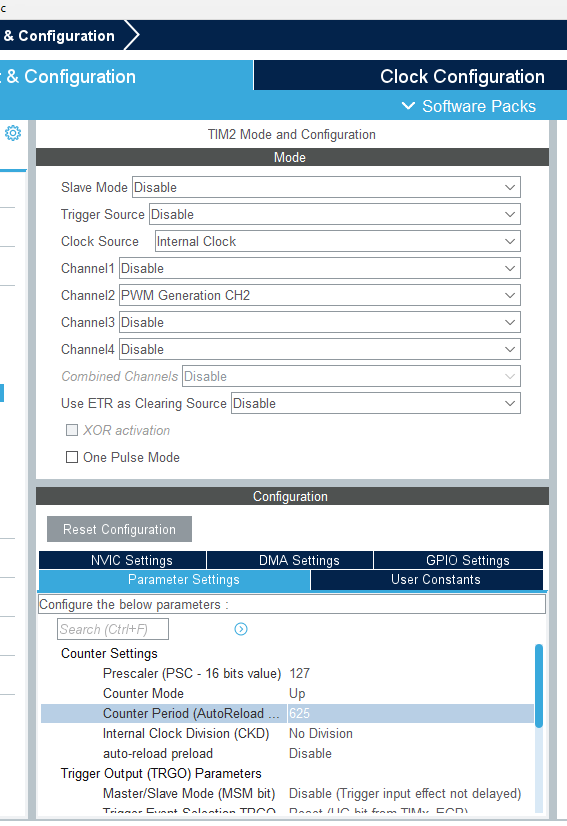 c
& Configuration
& Configuration
Clock Configuration
Software Packs
TIM2 Mode and Configuration
Mode
Slave Mode Disable
Trigger Source Disable
Clock Source Internal Clock
Channel1 Disable
Channel2 PWM Generation CH2
Channel3 Disable
Channel4 Disable
Combined Channels Disable
Use ETR as Clearing Source Disable
XOR activation
One Pulse Mode
Configuration
Reset Configuration
NVIC Settings DMA Settings GPIO Settings
Parameter Settings User Constants
Configure the below parameters :
Search (Ctrl+F)
Counter Settings
Prescaler (PSC - 16 bits value) 127
Counter Mode Up
Counter Period (AutoReload ... 625
Internal Clock Division (CKD) No Division
auto-reload preload Disable
Trigger Output (TRGO) Parameters
Master/Slave Mode (MSM bit) Disable (Trigger input effect not delayed)
Trigger Event Selection TRGO Reset (UG bit from TIMx_EGR)